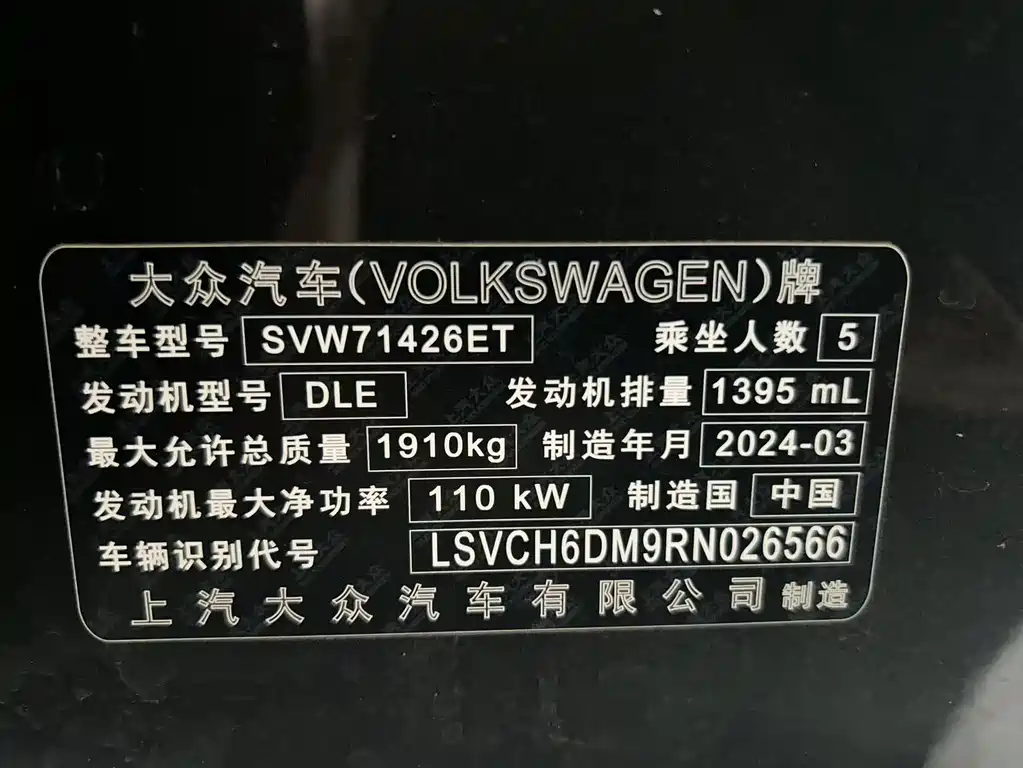 大众汽车(VOLKSWAGEN)牌
整车型号 SVW71426ET 乘坐人数 5
发动机型号 DLE 发动机排量 1395 mL
最大允许总质量 1910kg 制造年月 2024-03
发动机最大净功率 110 kW 制造国 中国
车辆识别代号 LSVCH6DM9RN026566
上汽大众汽车有限公司 制造